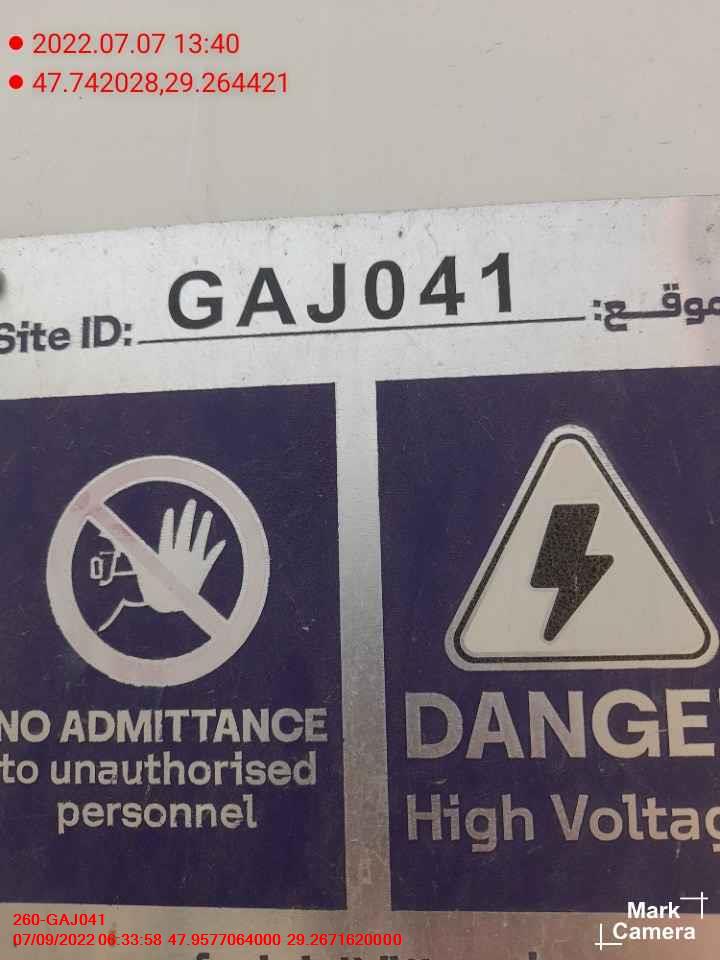 2022.07.07 13:40
47.742028,29.264421
Site ID: GAJ041 موقـــع:
NO ADMITTANCE
to unauthorised
personnel
DANGE
High Voltag
260-GAJ041
07/09/2022 06:33:58 47.9577064000 29.2671620000
Mark
Camera